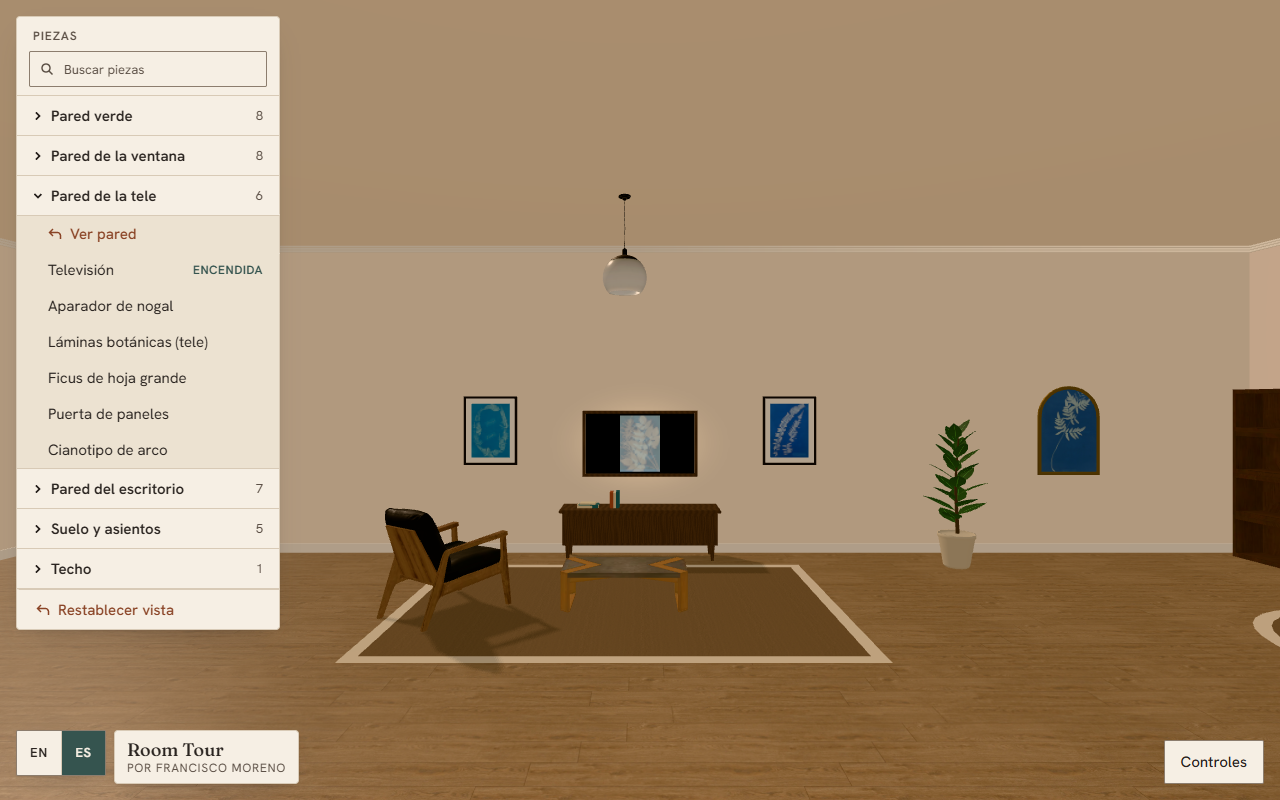 PIEZAS
Buscar piezas
Pared verde 8
Pared de la ventana 8
Pared de la tele 6
Ver pared
Televisión ENCENDIDA
Aparador de nogal
Láminas botánicas (tele)
Ficus de hoja grande
Puerta de paneles
Cianotipo de arco
Pared del escritorio 7
Suelo y asientos 5
Techo 1
Restablecer vista
EN ES
Room Tour
POR FRANCISCO MORENO
Controles